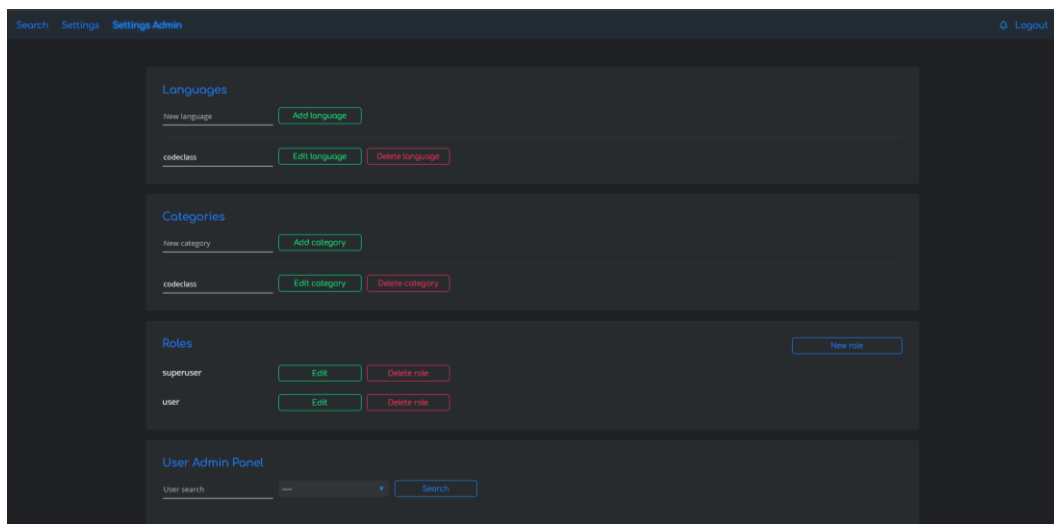 Search Settings Settings Admin Logout
Languages
New language Add language
codeclass Edit language Delete language
Categories
New category Add category
codeclass Edit category Delete category
Roles New role
superuser Edit Delete role
user Edit Delete role
User Admin Panel
User search ---- Search